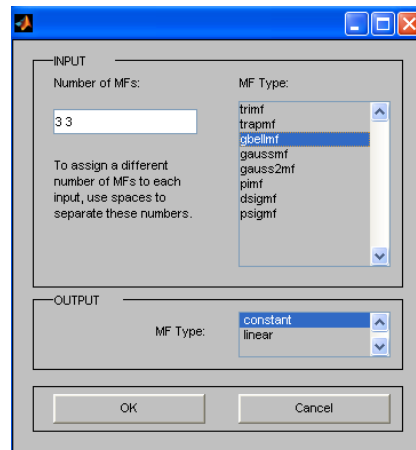 INPUT
Number of MFs:
3 3
To assign a different
number of MFs to each
input, use spaces to
separate these numbers.
MF Type:
trimf
trapmf
gbellmf
gaussmf
gauss2mf
pimf
dsigmf
psigmf
OUTPUT
MF Type:
constant
linear
OK
Cancel